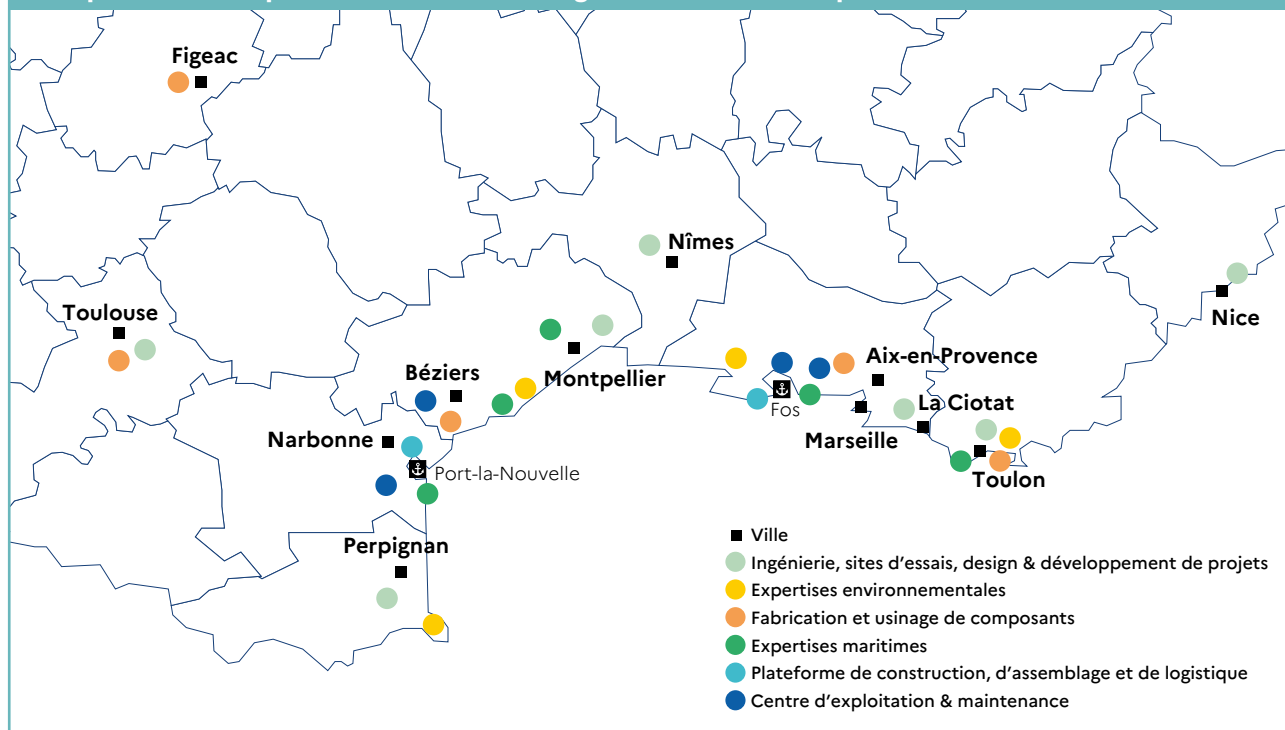 Figeac
Nîmes
Toulouse
Nice
Béziers
Montpellier
Aix-en-Provence
Fos
La Ciotat
Marseille
Narbonne
Port-la-Nouvelle
Toulon
Perpignan
Ville
Ingénierie, sites d'essais, design & développement de projets
Expertises environnementales
Fabrication et usinage de composants
Expertises maritimes
Plateforme de construction, d'assemblage et de logistique
Centre d'exploitation & maintenance